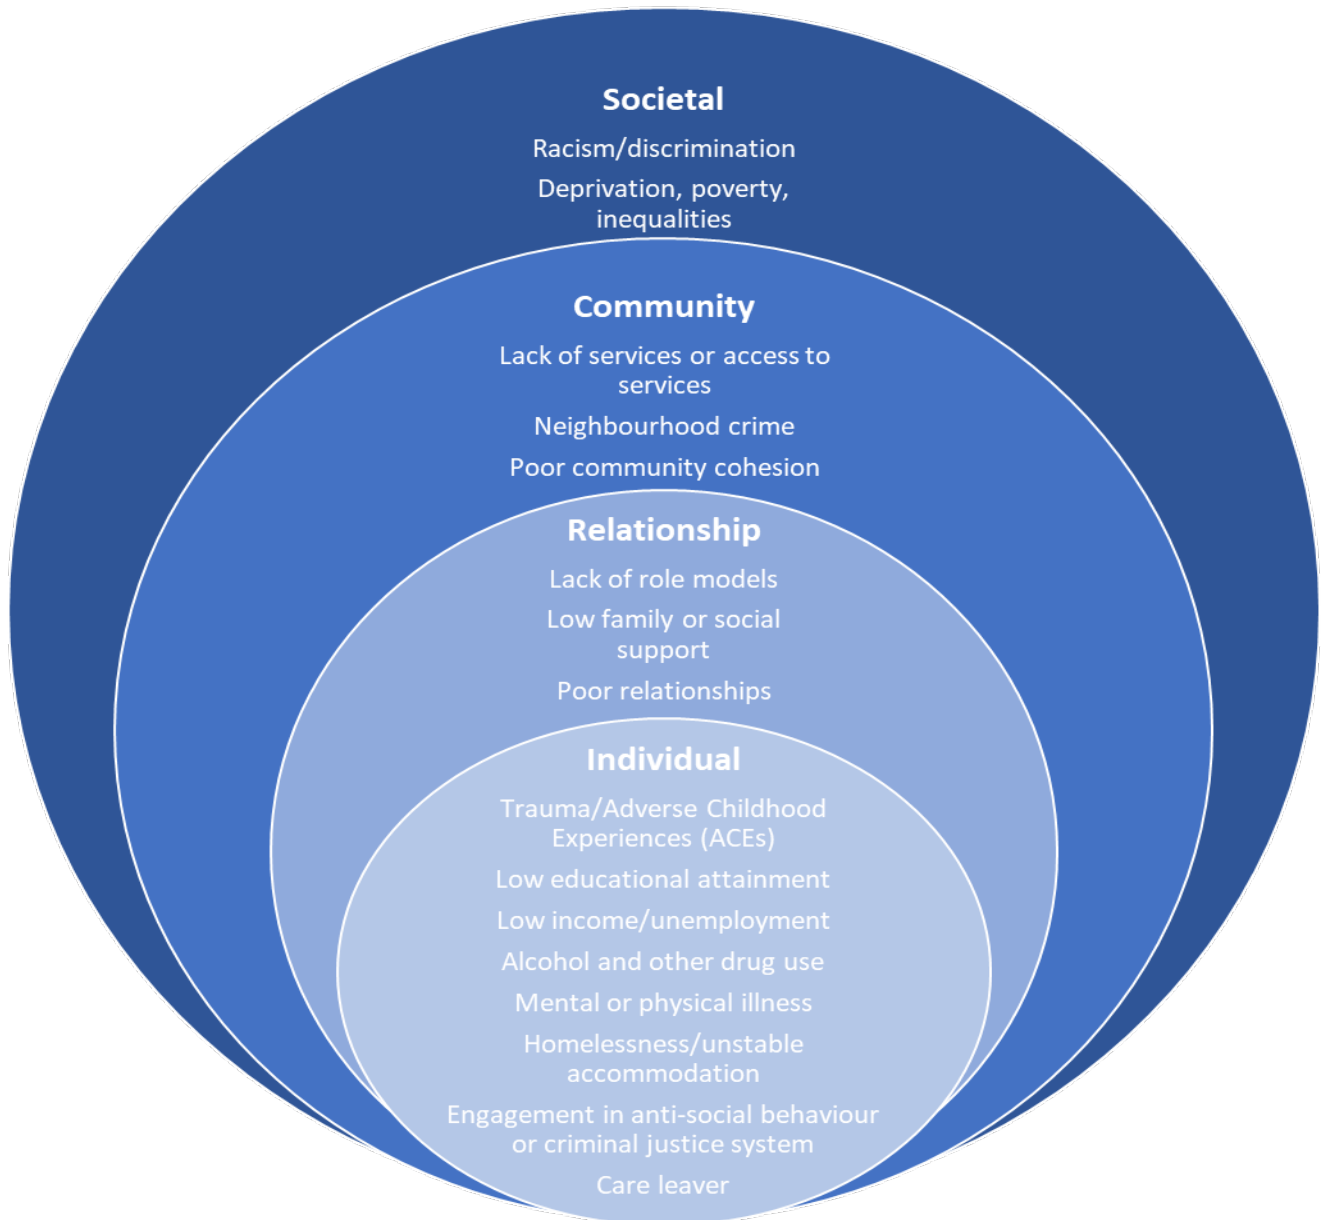 Societal
Racism/discrimination
Deprivation, poverty,
inequalities
Community
Lack of services or access to
services
Neighbourhood crime
Poor community cohesion
Relationship
Lack of role models
Low family or social
support
Poor relationships
Individual
Trauma/Adverse Childhood
Experiences (ACEs)
Low educational attainment
Low income/unemployment
Alcohol and other drug use
Mental or physical illness
Homelessness/unstable
accommodation
Engagement in anti-social behaviour
or criminal justice system
Care leaver